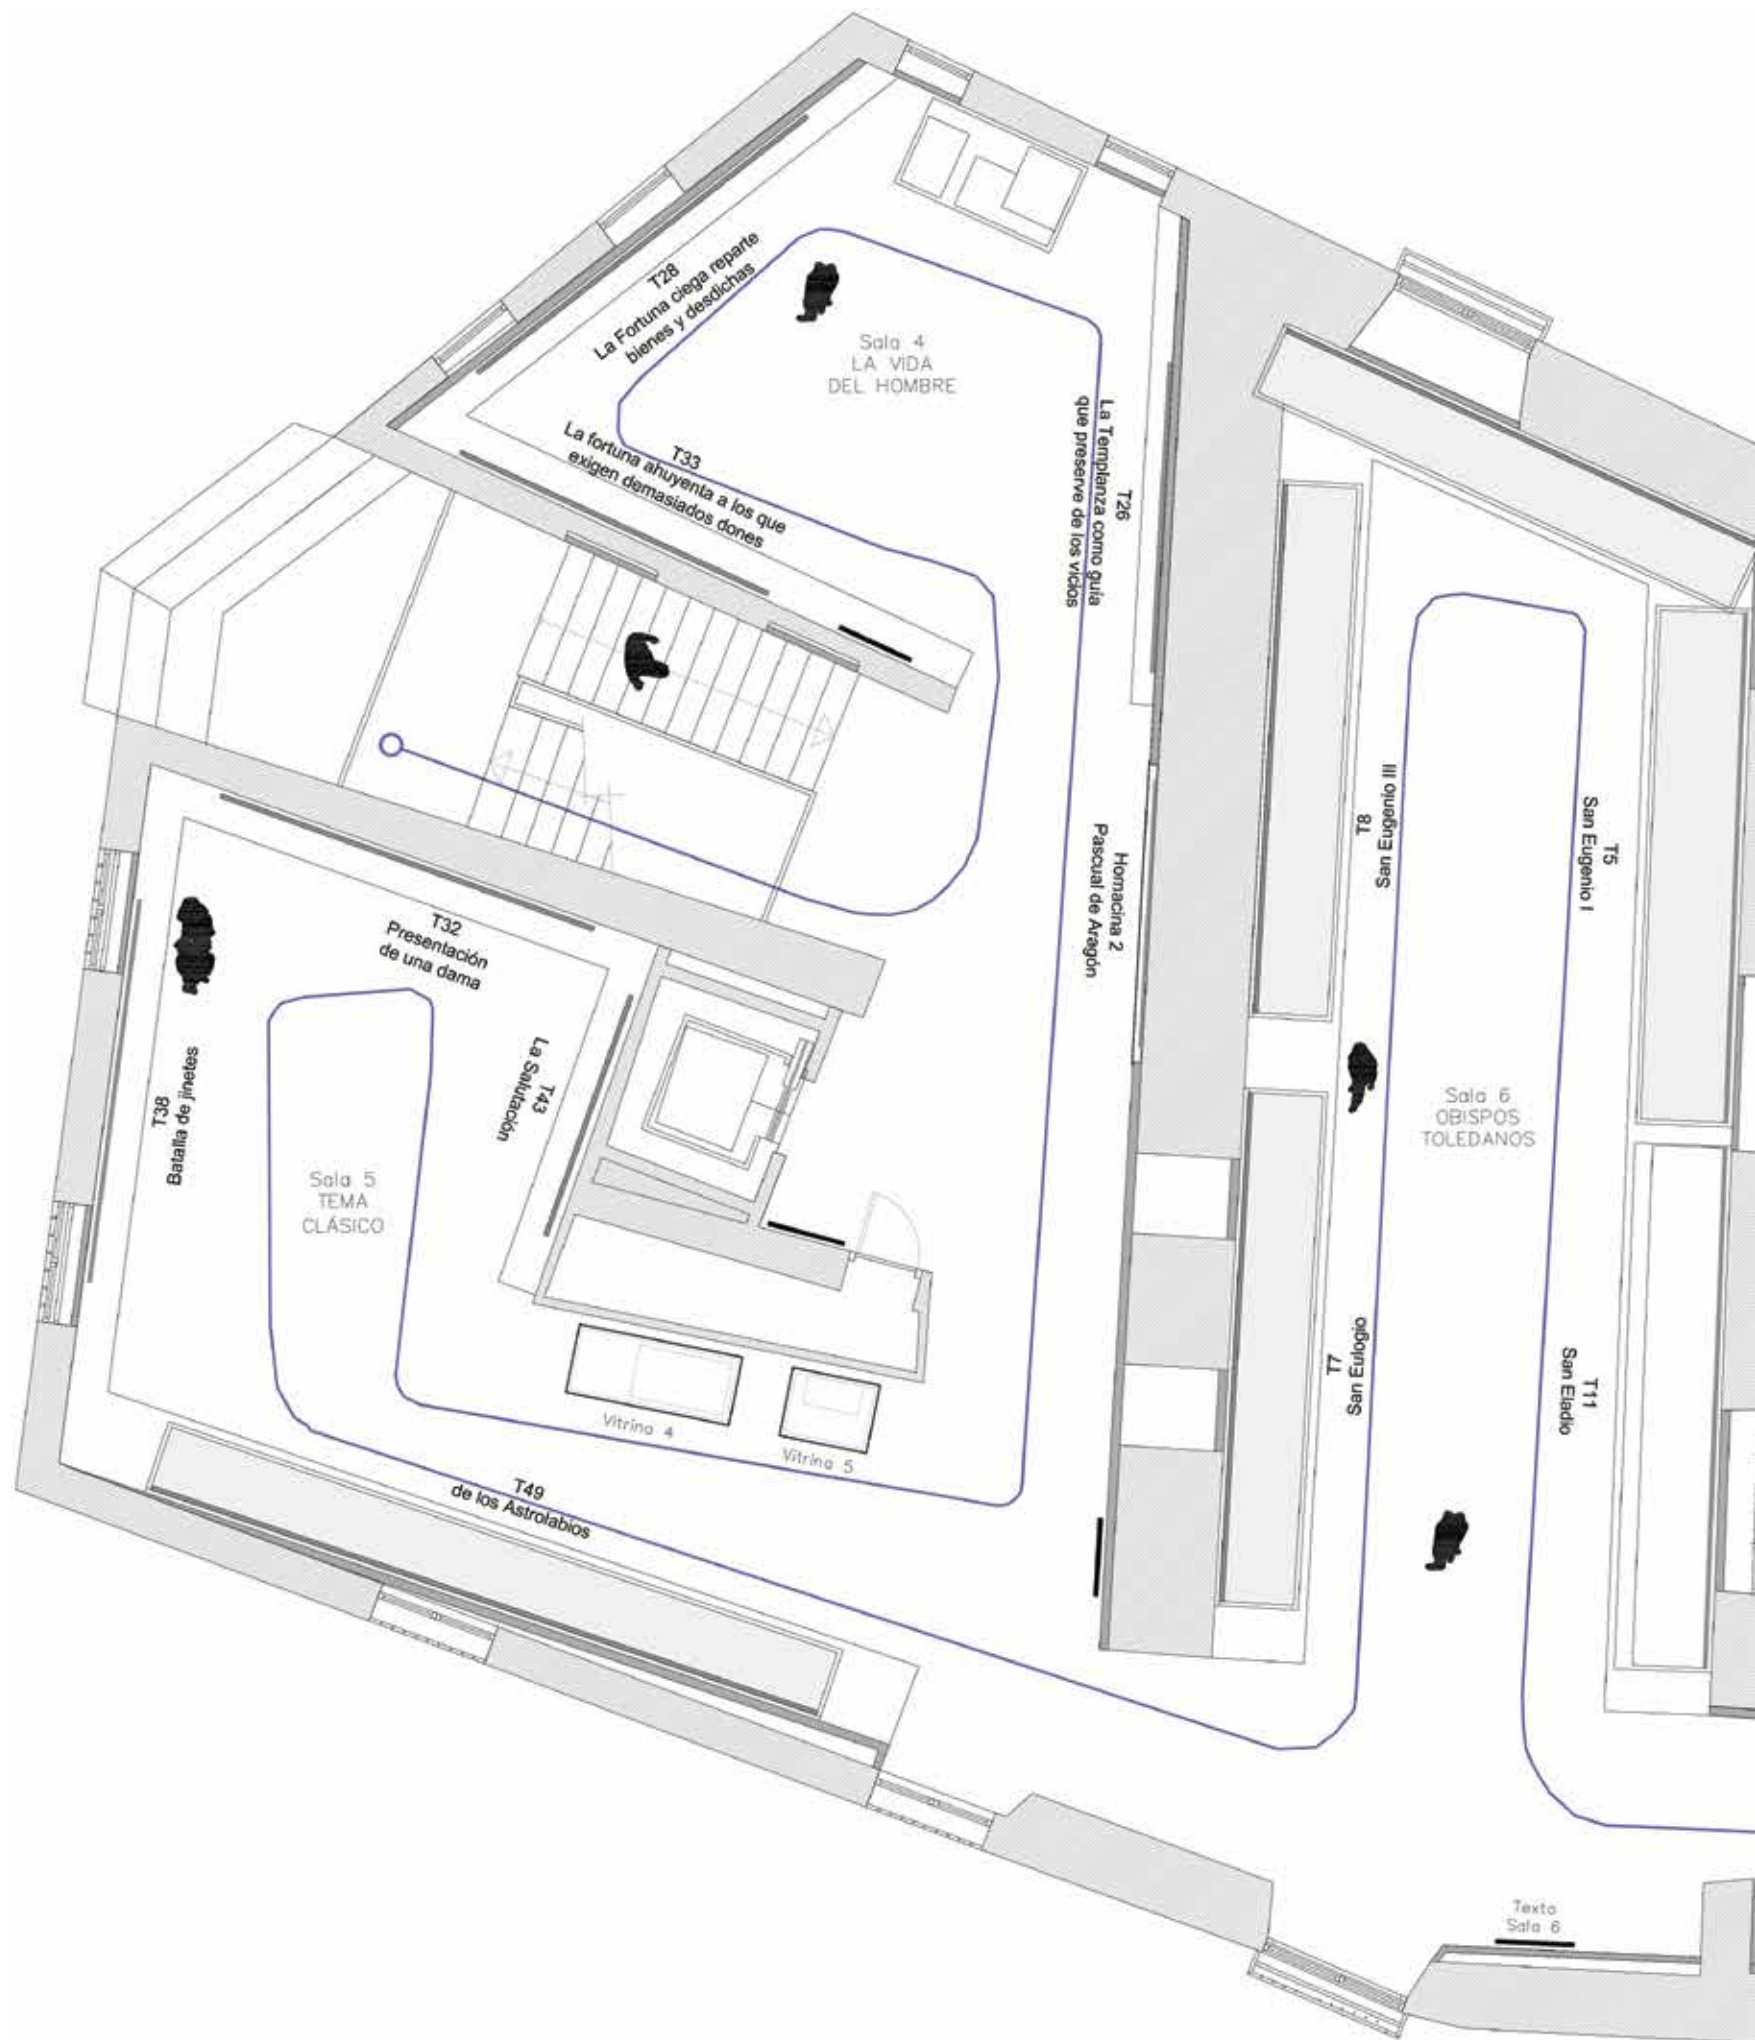 T28
La Fortuna ciega reparte
bienes y desdichas
Sala 4
LA VIDA
DEL HOMBRE
T33
La fortuna ahuyenta a los que
exigen demasiados dones
T26
La Templanza como guía
que preserve de los vicios
Hornacina 2
Pascual de Aragón
T32
Presentación
de una dama
T43
La Salutación
T38
Batalla de jinetes
Sala 5
TEMA
CLÁSICO
Vitrina 4
Vitrina 5
T49
de los Astrolabios
San Eugenio III
T8
T5
San Eugenio I
Sala 6
OBISPOS
TOLEDANOS
T7
San Eulogio
T11
San Eladio
Texto
Sala 6